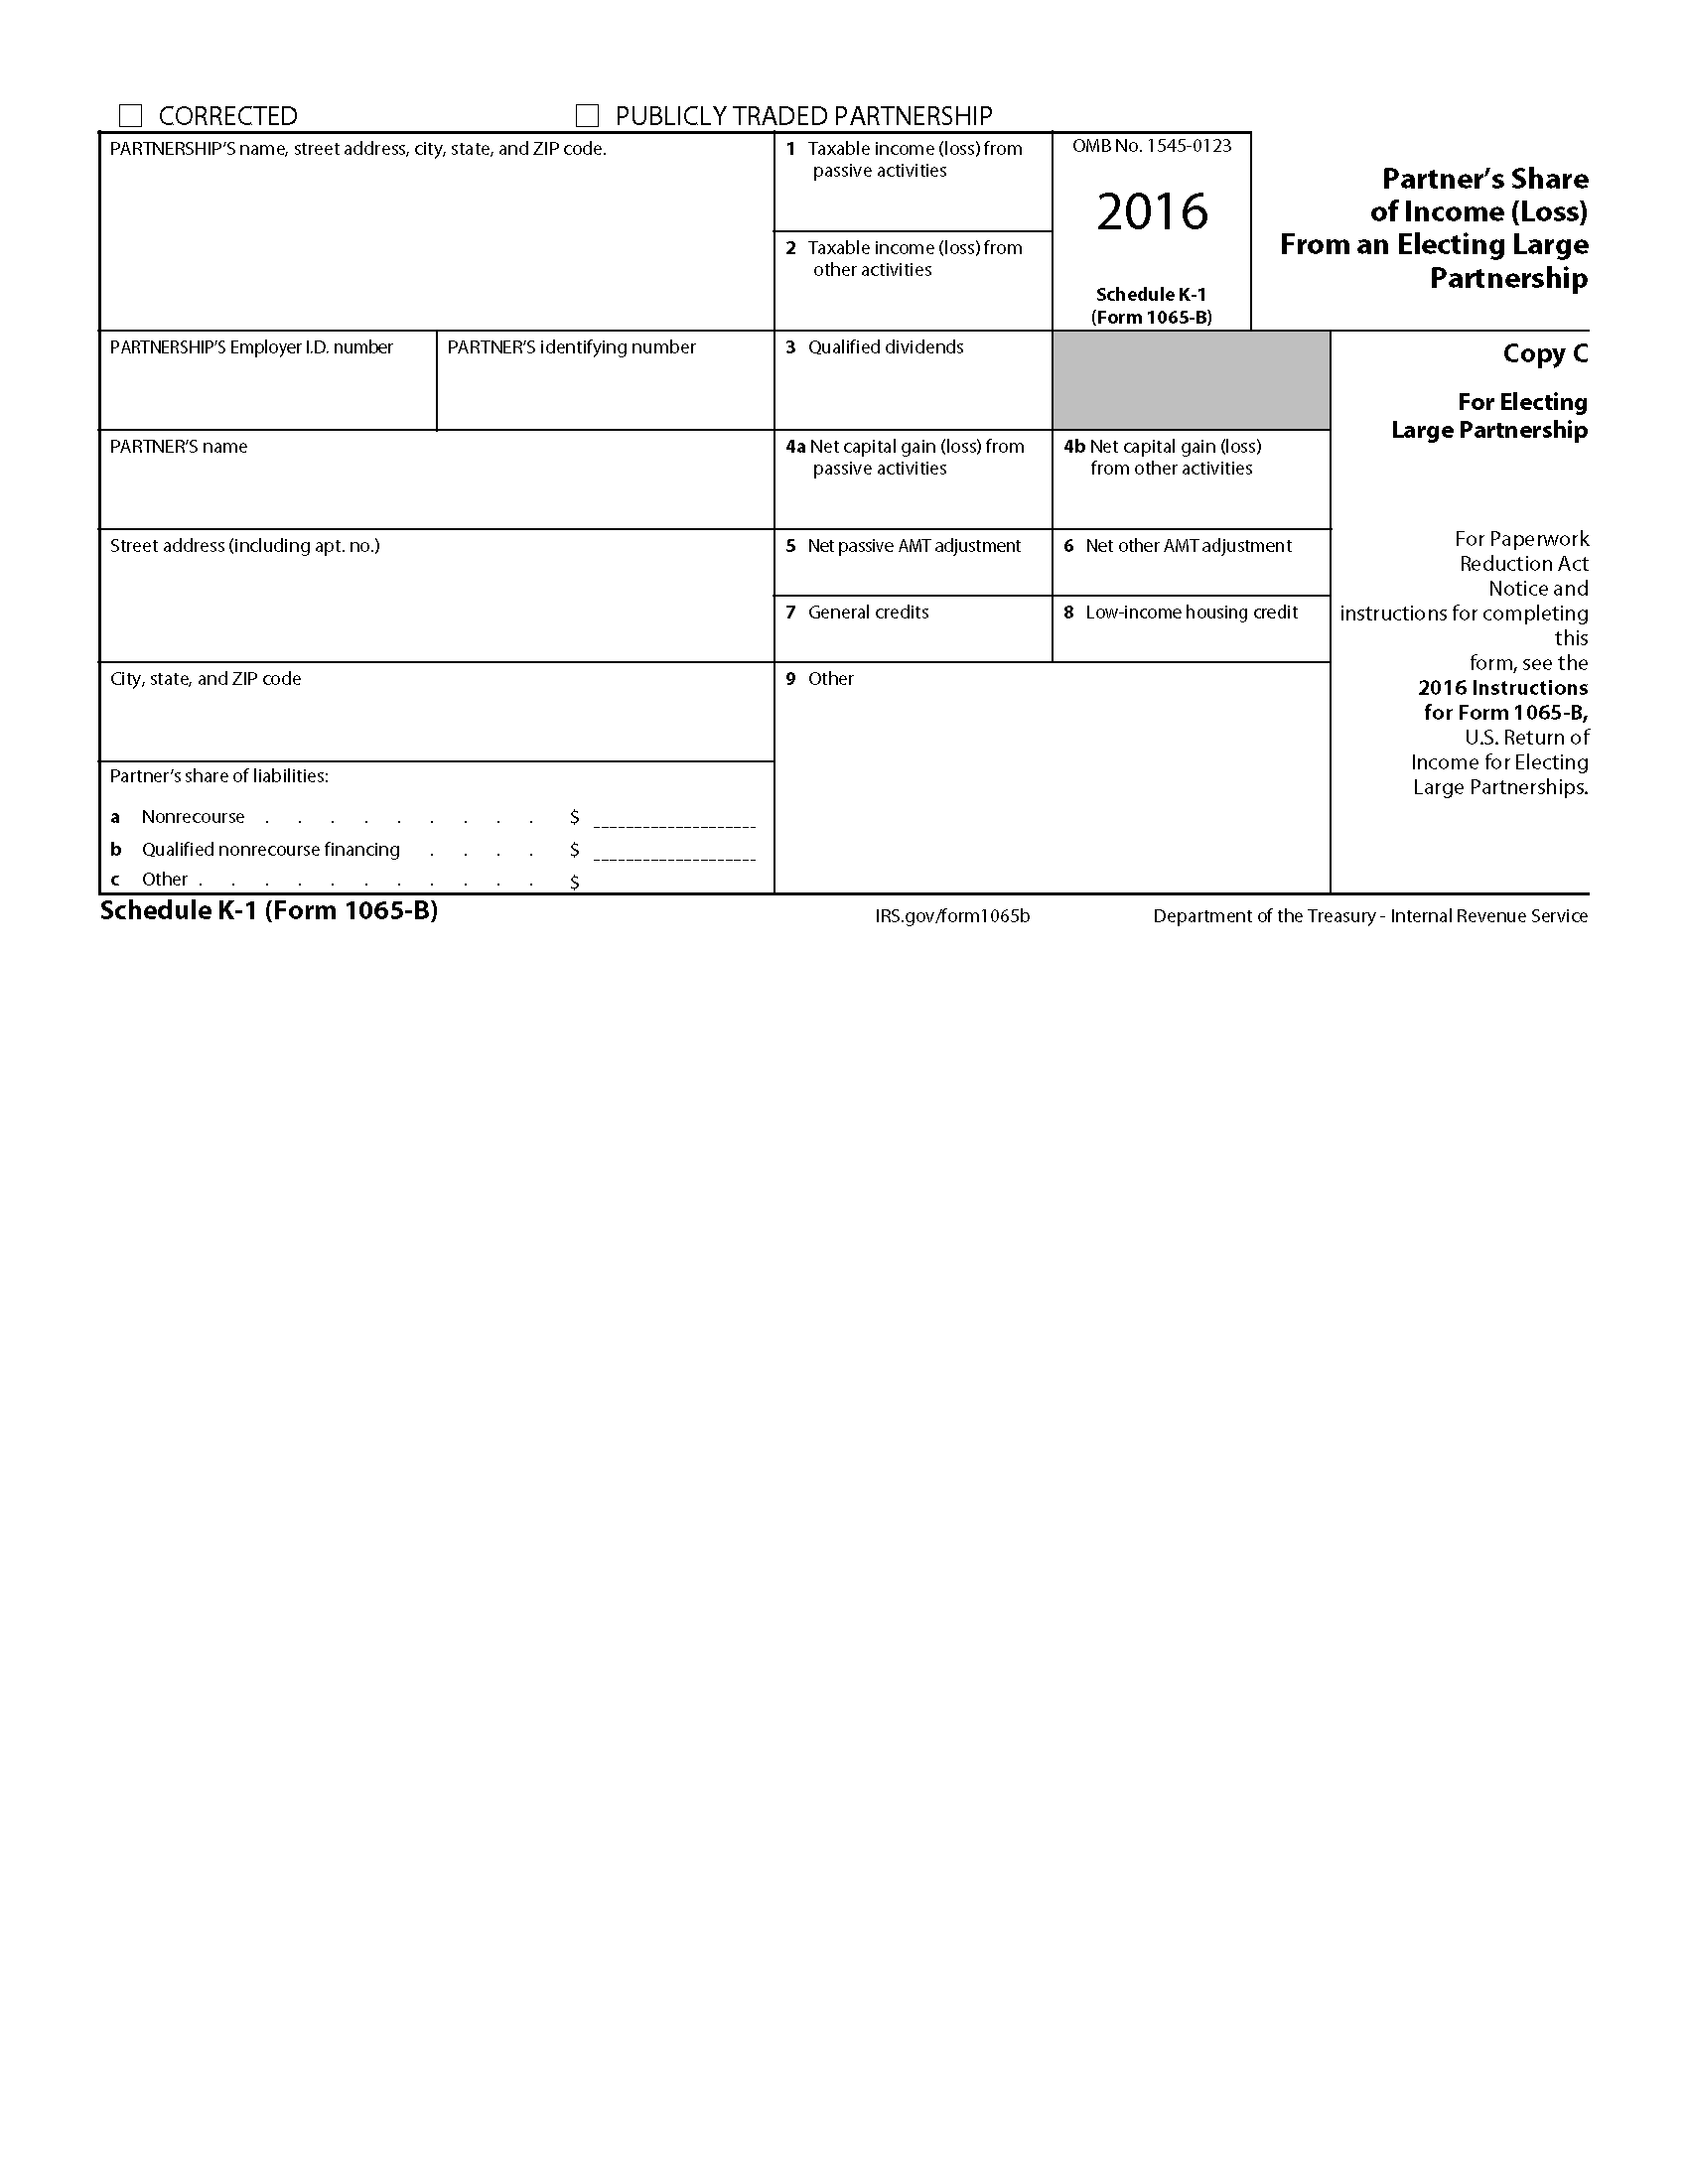 CORRECTED
PUBLICLY TRADED PARTNERSHIP
PARTNERSHIP’S name, street address, city, state, and ZIP code.
1 Taxable income (loss) from
passive activities
2 Taxable income (loss) from
other activities
OMB No. 1545-0123
2016
Schedule K-1
(Form 1065-B)
Partner’s Share
of Income (Loss)
From an Electing Large
Partnership
PARTNERSHIP’S Employer I.D. number
PARTNER’S identifying number
3 Qualified dividends
Copy C
For Electing
Large Partnership
PARTNER’S name
4a Net capital gain (loss) from
passive activities
4b Net capital gain (loss)
from other activities
Street address (including apt. no.)
5 Net passive AMT adjustment
6 Net other AMT adjustment
7 General credits
8 Low-income housing credit
For Paperwork
Reduction Act
Notice and
instructions for completing
this
form, see the
2016 Instructions
for Form 1065-B,
U.S. Return of
Income for Electing
Large Partnerships.
City, state, and ZIP code
9 Other
Partner’s share of liabilities:
a Nonrecourse . . . . . . . . . $
b Qualified nonrecourse financing . . . . $
c Other . . . . . . . . . . . $
Schedule K-1 (Form 1065-B)
IRS.gov/form1065b
Department of the Treasury - Internal Revenue Service